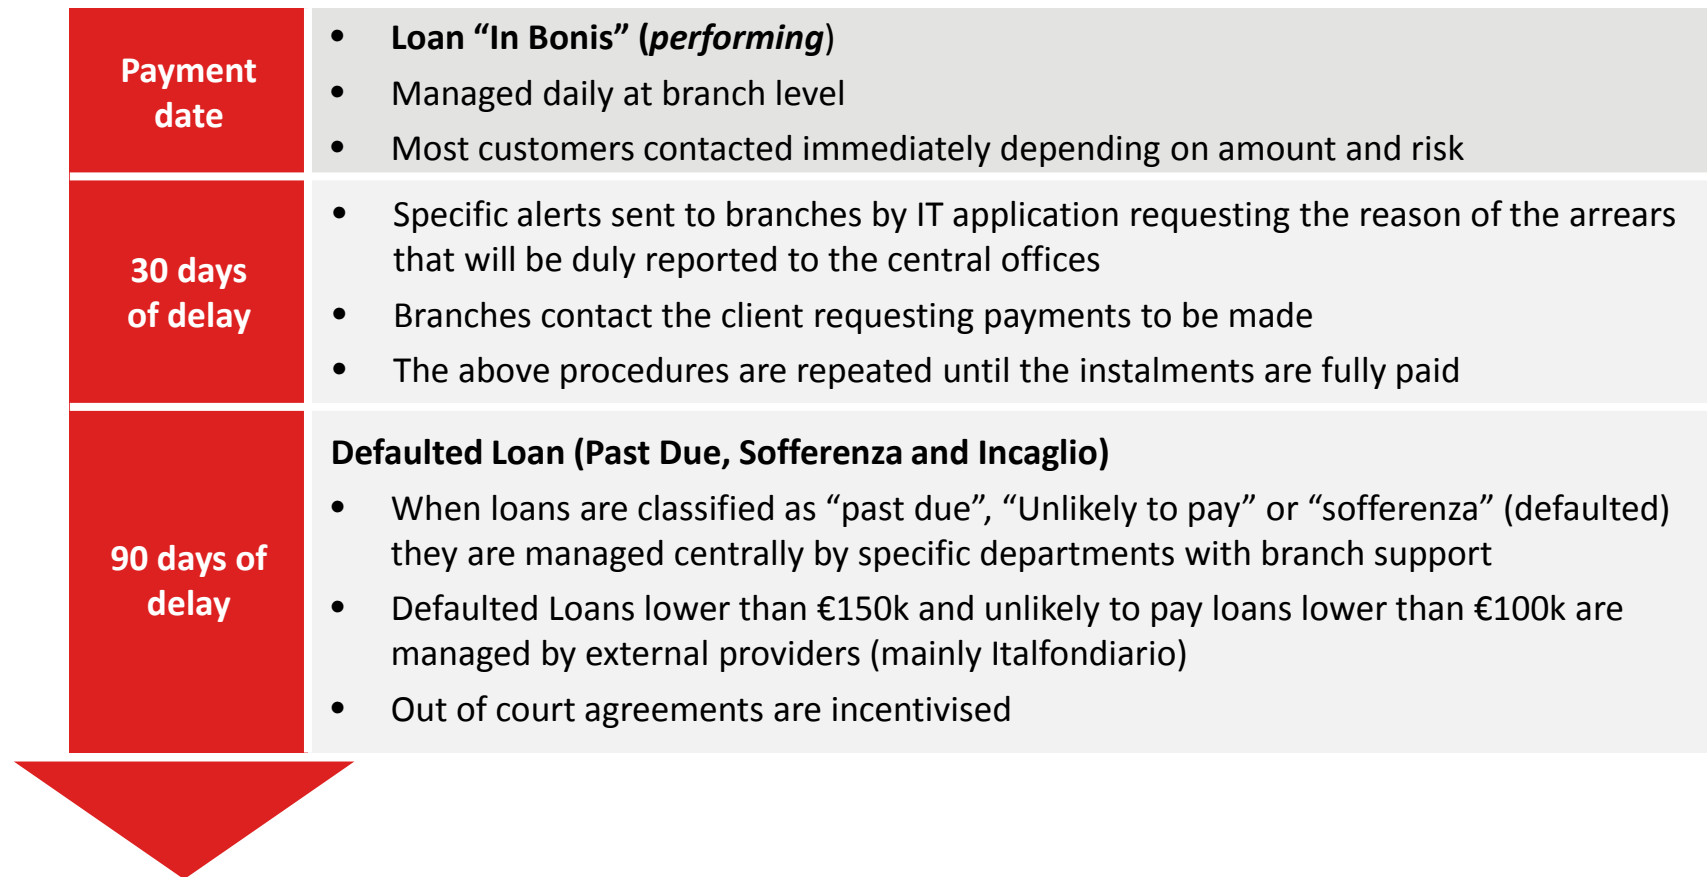 Payment
date
• Loan “In Bonis” (performing)
• Managed daily at branch level
• Most customers contacted immediately depending on amount and risk
30 days
of delay
• Specific alerts sent to branches by IT application requesting the reason of the arrears
that will be duly reported to the central offices
• Branches contact the client requesting payments to be made
• The above procedures are repeated until the instalments are fully paid
90 days of
delay
Defaulted Loan (Past Due, Sofferenza and Incaglio)
• When loans are classified as “past due”, “Unlikely to pay” or “sofferenza” (defaulted)
they are managed centrally by specific departments with branch support
• Defaulted Loans lower than €150k and unlikely to pay loans lower than €100k are
managed by external providers (mainly Italfondiario)
• Out of court agreements are incentivised